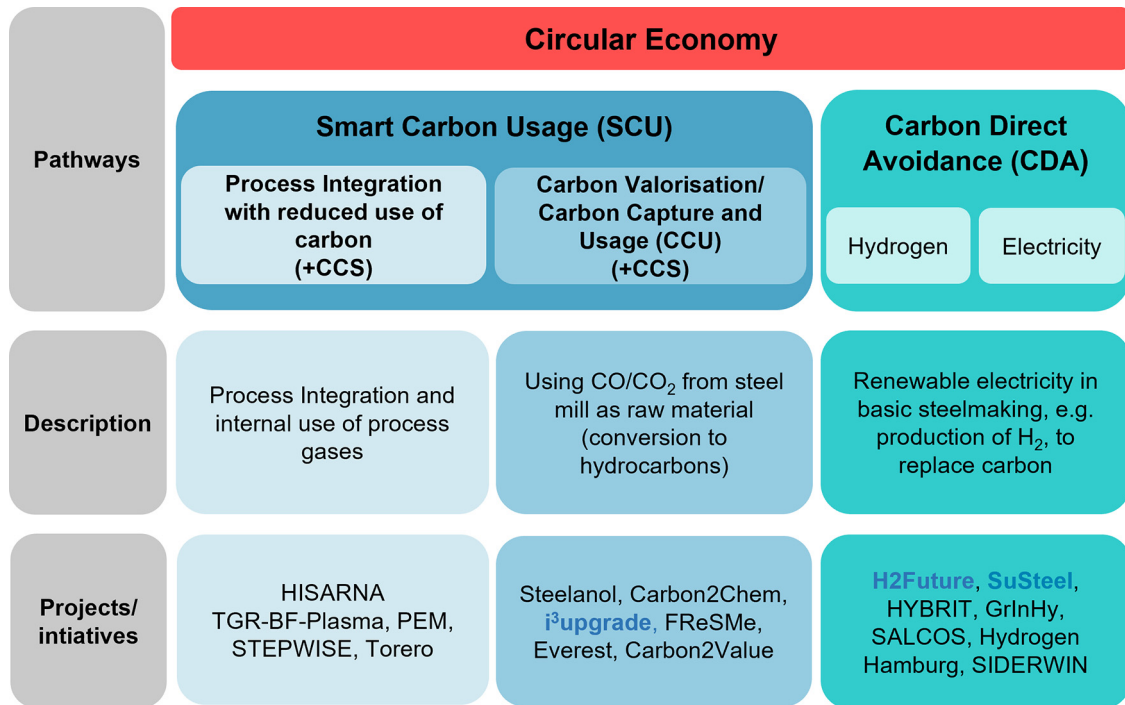 Circular Economy
Pathways
Smart Carbon Usage (SCU)
Process Integration
with reduced use of
carbon
(+CCS)
Carbon Valorisation/
Carbon Capture and
Usage (CCU)
(+CCS)
Carbon Direct
Avoidance (CDA)
Hydrogen
Electricity
Description
Process Integration and
internal use of process
gases
Using CO/CO₂ from steel
mill as raw material
(conversion to
hydrocarbons)
Renewable electricity in
basic steelmaking, e.g.
production of H₂, to
replace carbon
Projects/
intiatives
HISARNA
TGR-BF-Plasma, PEM,
STEPWISE, Torero
Steelanol, Carbon2Chem,
i³upgrade, FReSMe,
Everest, Carbon2Value
H2Future, SuSteel,
HYBRIT, GrInHy,
SALCOS, Hydrogen
Hamburg, SIDERWIN